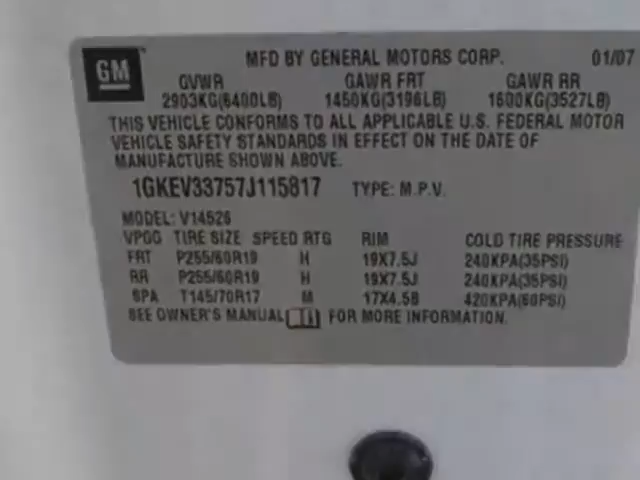 GM
MFD BY GENERAL MOTORS CORP. 01/07
GVWR GAWR FRT GAWR RR
2903KG(6400LB) 1450KG(3196LB) 1600KG(3527LB)
THIS VEHICLE CONFORMS TO ALL APPLICABLE U.S. FEDERAL MOTOR
VEHICLE SAFETY STANDARDS IN EFFECT ON THE DATE OF
MANUFACTURE SHOWN ABOVE.
1GKEV33757J115817 TYPE: M.P.V.
MODEL: V14526
VPGG TIRE SIZE SPEED RTG RIM COLD TIRE PRESSURE
FRT P255/60R19 H 19X7.5J 240KPA(35PSI)
RR P255/60R19 H 19X7.5J 240KPA(35PSI)
SPA T145/70R17 M 17X4.5B 420KPA(60PSI)
SEE OWNER'S MANUAL FOR MORE INFORMATION.